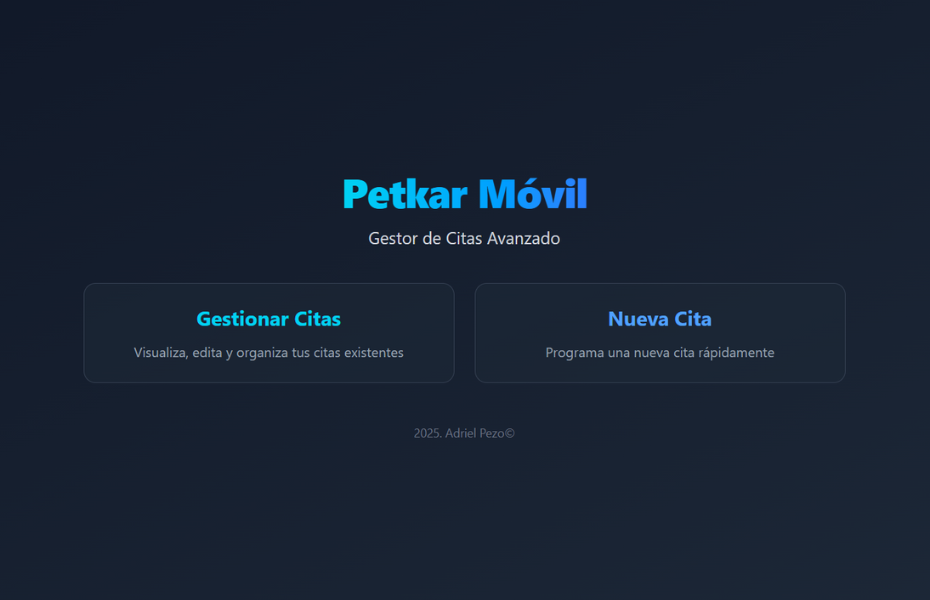 Petkar Móvil
Gestor de Citas Avanzado
Gestionar Citas
Visualiza, edita y organiza tus citas existentes
Nueva Cita
Programa una nueva cita rápidamente
2025. Adriel Pezo©